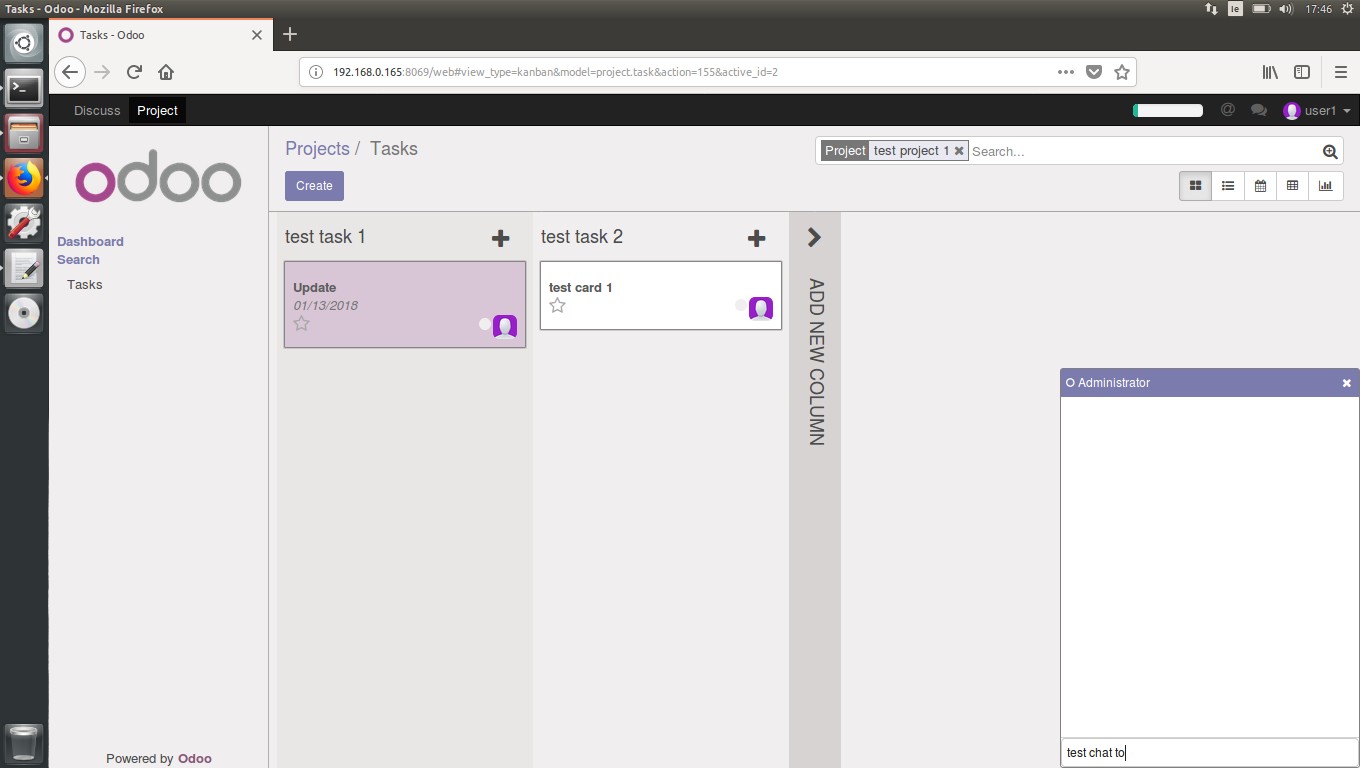 Tasks - Odoo - Mozilla Firefox
Ie
17:46
Tasks - Odoo
192.168.0.165:8069/web#view_type=kanban&model=project.task&action=155&active_id=2
Discuss Project
@
user1
odoo
Projects / Tasks
Project test project 1 Search...
Create
Dashboard
Search
Tasks
test task 1
test task 2
Update
01/13/2018
test card 1
ADD NEW COLUMN
Administrator
test chat to
Powered by Odoo